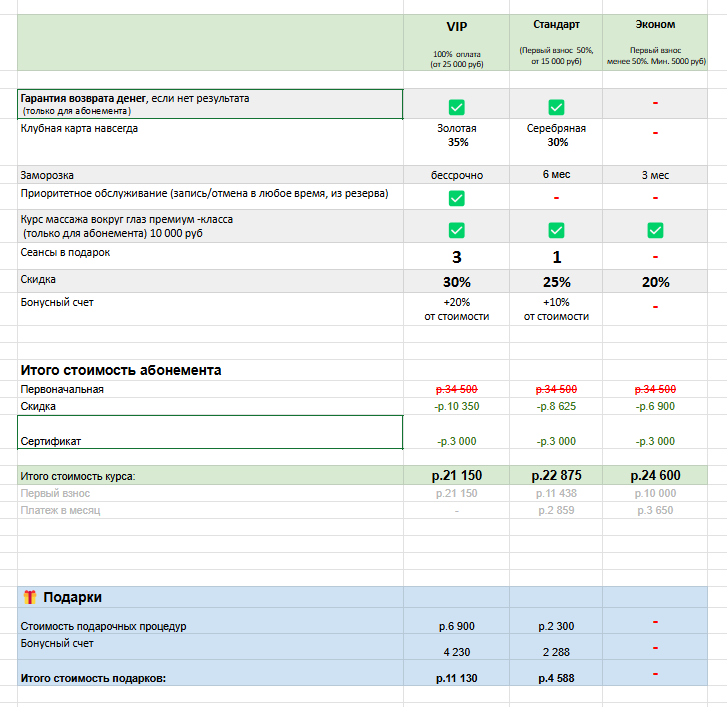 VIP Стандарт Эконом
100% оплата (Первый взнос 50%, Первый взнос
(от 25 000 руб) от 15 000 руб) менее 50%. Мин. 5000 руб)
Гарантия возврата денег, если нет результата -
(только для абонемента)
Клубная карта навсегда Золотая Серебряная -
35% 30%
Заморозка бессрочно 6 мес 3 мес
Приоритетное обслуживание (запись/отмена в любое время, из резерва) - -
Курс массажа вокруг глаз премиум -класса
(только для абонемента) 10 000 руб
Сеансы в подарок 3 1 -
Скидка 30% 25% 20%
Бонусный счет +20% +10% -
от стоимости от стоимости
Итого стоимость абонемента
Первоначальная р.34 500 р.34 500 р.34 500
Скидка -р.10 350 -р.8 625 -р.6 900
Сертификат -р.3 000 -р.3 000 -р.3 000
Итого стоимость курса: р.21 150 р.22 875 р.24 600
Первый взнос р.21 150 р.11 438 р.10 000
Платеж в месяц - р.2 859 р.3 650
Подарки
Стоимость подарочных процедур р.6 900 р.2 300 -
Бонусный счет 4 230 2 288 -
Итого стоимость подарков: р.11 130 р.4 588 -